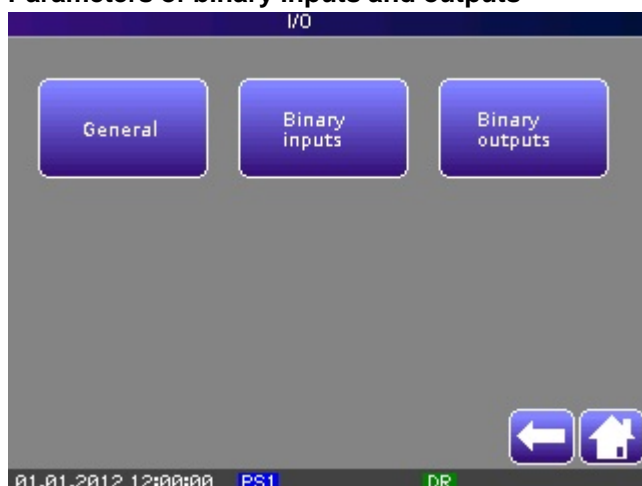 Parameters of binary inputs and outputs
I/O
General
Binary
inputs
Binary
outputs
01.01.2012 12:00:00 PS1 DR